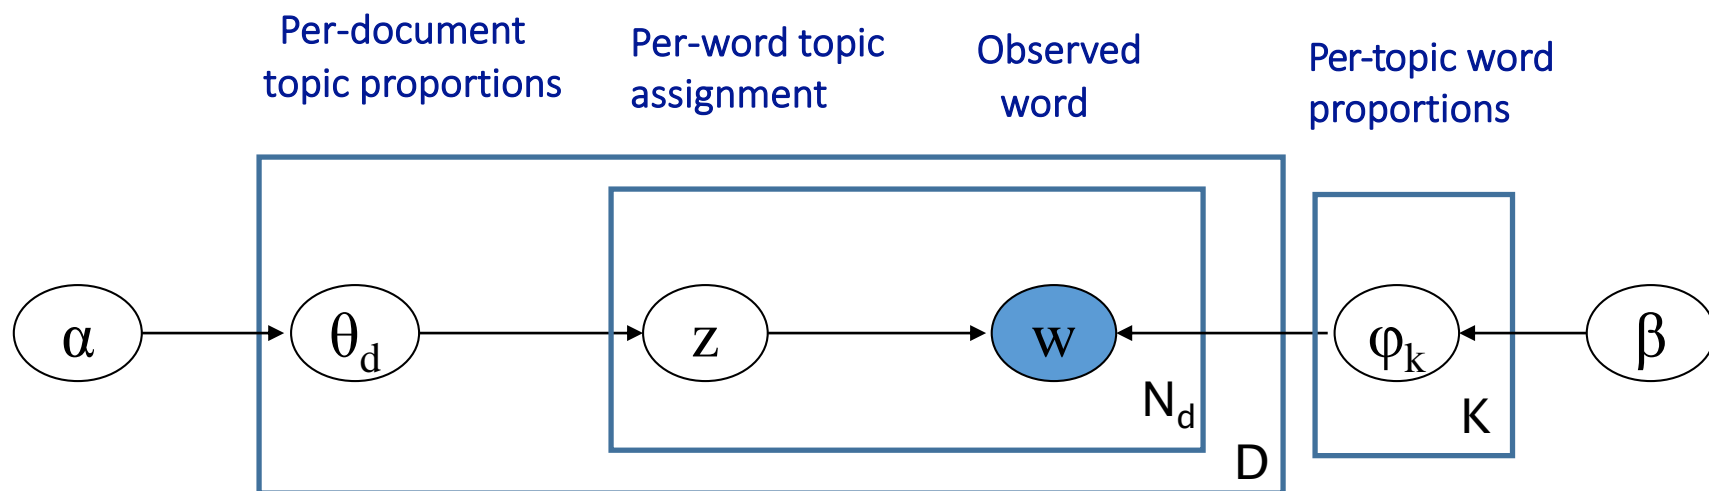 Per-document
topic proportions
Per-word topic
assignment
Observed
word
Per-topic word
proportions
α
θd
z
w
φk
β
Nd
D
K